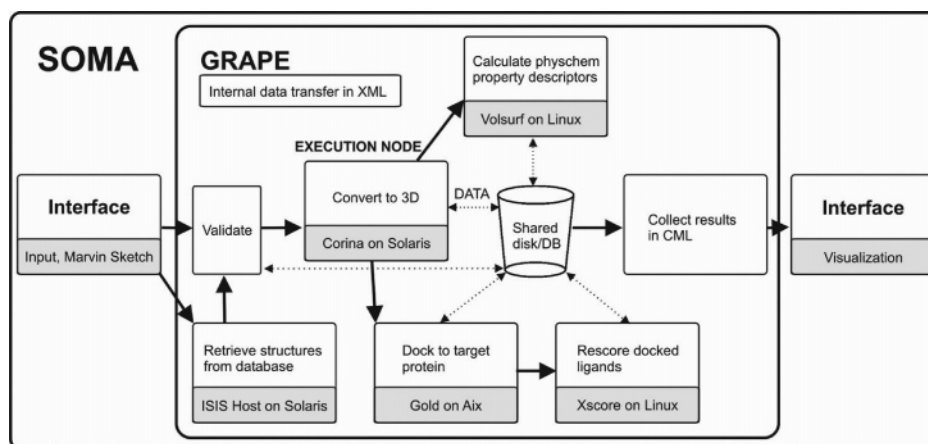 SOMA
GRAPE
Internal data transfer in XML
Calculate physchem
property descriptors
Volsurf on Linux
EXECUTION NODE
Interface
Input, Marvin Sketch
Validate
Convert to 3D
Corina on Solaris
DATA
Shared
disk/DB
Collect results
in CML
Interface
Visualization
Retrieve structures
from database
ISIS Host on Solaris
Dock to target
protein
Gold on Aix
Rescore docked
ligands
Xscore on Linux